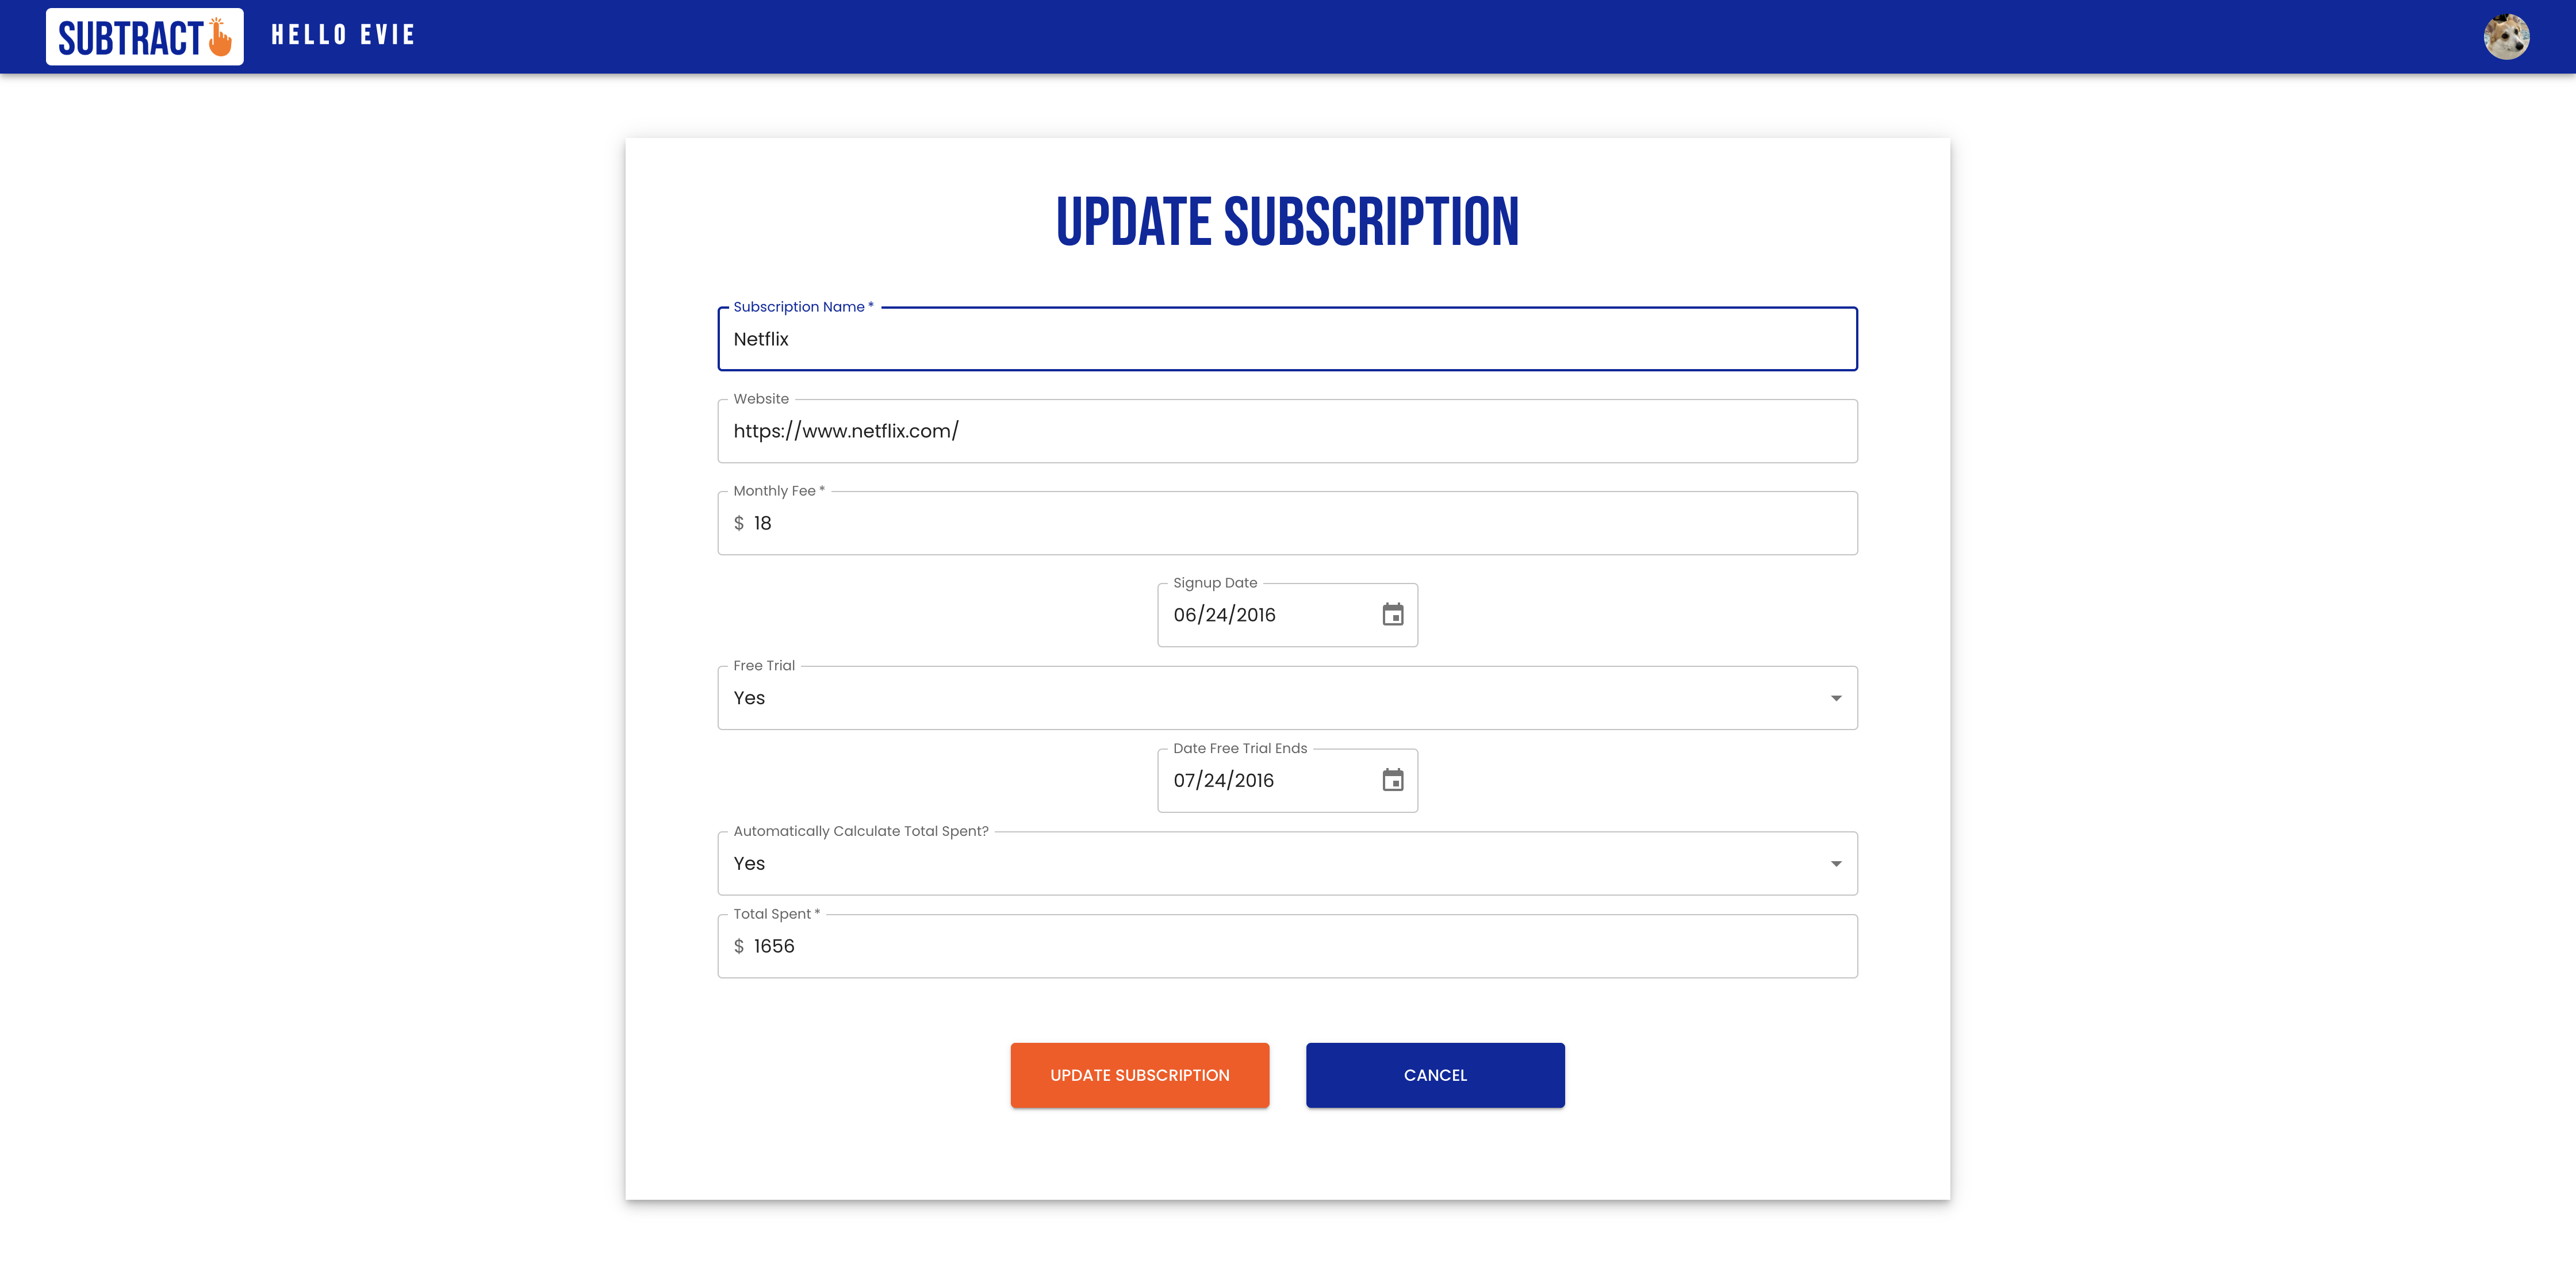 SUBTRACT
HELLO EVIE
UPDATE SUBSCRIPTION
Subscription Name *
Netflix
Website
https://www.netflix.com/
Monthly Fee *
$ 18
Signup Date
06/24/2016
Free Trial
Yes
Date Free Trial Ends
07/24/2016
Automatically Calculate Total Spent?
Yes
Total Spent *
$ 1656
UPDATE SUBSCRIPTION
CANCEL